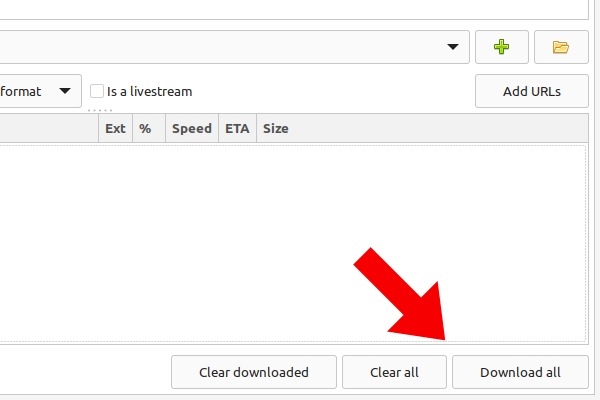 format Is a livestream Add URLs
Ext % Speed ETA Size
Clear downloaded Clear all Download all